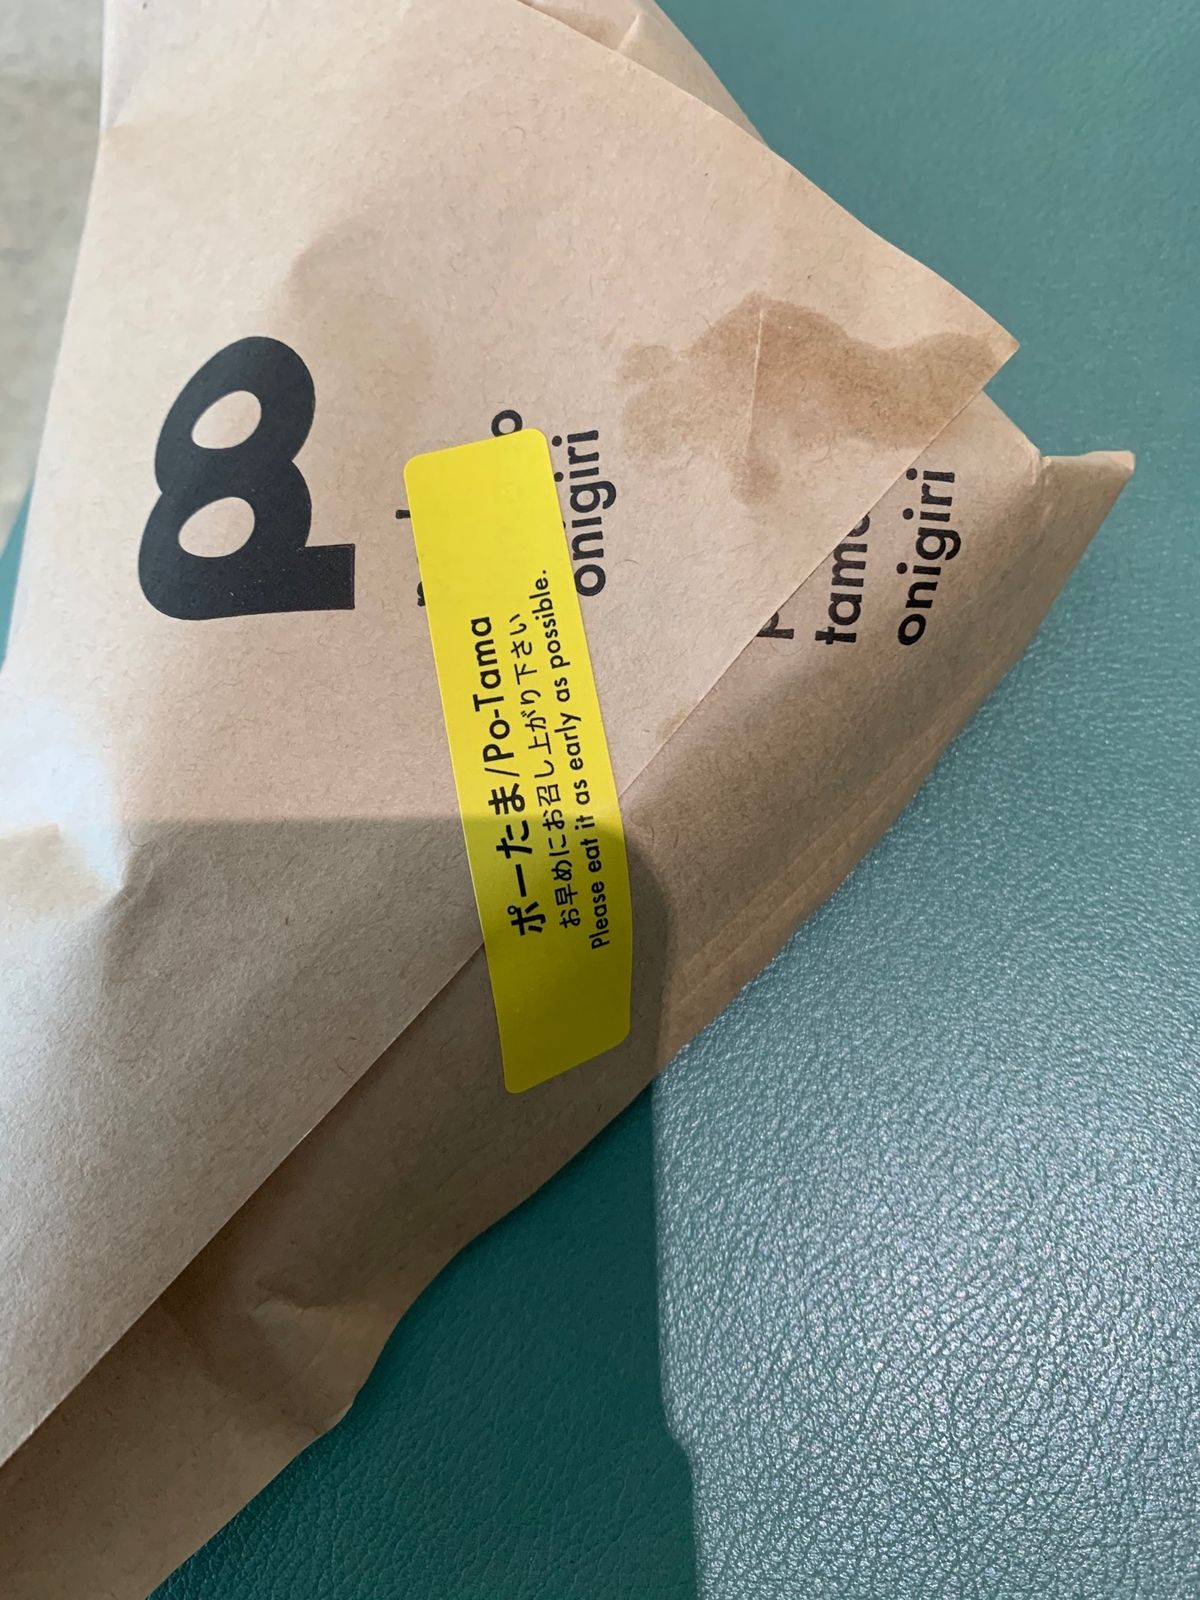 onigiri
ポーたま/Po-Tama
お早めにお召し上がり下さい
Please eat it as early as possible.
onigiri